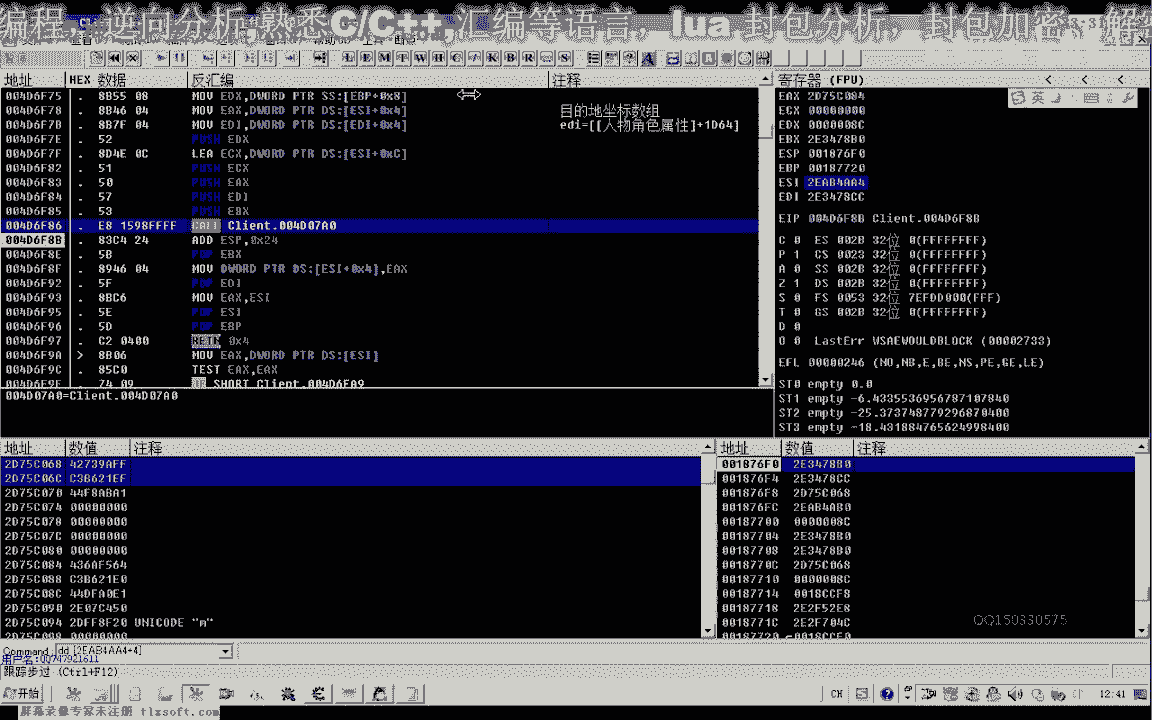 编程，逆向分析,熟悉C/C++,汇编等语言，lua 封包分析，封包加密、解
地址 HEX 数据 反汇编 注释
004D6F75 . 8B55 08 MOV EDX,DWORD PTR SS:[EBP+0x8]
004D6F78 . 8B46 04 MOV EAX,DWORD PTR DS:[ESI+0x4] 目的地坐标数组
004D6F7B . 8B7F 04 MOV EDI,DWORD PTR DS:[EDI+0x4] edi=[[人物角色属性]+1D64]
004D6F7E . 52 PUSH EDX
004D6F7F . 8D4E 0C LEA ECX,DWORD PTR DS:[ESI+0xC]
004D6F82 . 51 PUSH ECX
004D6F83 . 50 PUSH EAX
004D6F84 . 57 PUSH EDI
004D6F85 . 53 PUSH EBX
004D6F86 . E8 1598FFFF CALL Client.004D07A0
004D6F8B . 83C4 24 ADD ESP,0x24
004D6F8E . 5B POP EBX
004D6F8F . 8946 04 MOV DWORD PTR DS:[ESI+0x4],EAX
004D6F92 . 5F POP EDI
004D6F93 . 8BC6 MOV EAX,ESI
004D6F95 . 5E POP ESI
004D6F96 . 5D POP EBP
004D6F97 . C2 0400 RETN 0x4
004D6F9A > 8B06 MOV EAX,DWORD PTR DS:[ESI]
004D6F9C . 85C0 TEST EAX,EAX
004D6F9E . 74 09 SHORT Client.004D6FA9
004D07A0=Client.004D07A0
寄存器 (FPU)
EAX 2D75C084
ECX 00000000
EDX 0000008C
EBX 2E3478B0
ESP 001876F0
EBP 00187720
ESI 2EAB4AA4
EDI 2E3478CC
EIP 004D6F8B Client.004D6F8B
C 0 ES 002B 32位 0(FFFFFFFF)
P 1 CS 0023 32位 0(FFFFFFFF)
A 0 SS 002B 32位 0(FFFFFFFF)
Z 1 DS 002B 32位 0(FFFFFFFF)
S 0 FS 0053 32位 7EFDD000(FFF)
T 0 GS 002B 32位 0(FFFFFFFF)
D 0
O 0 LastErr WSAEWOULDBLOCK (00002733)
EFL 00000246 (NO,NB,E,BE,NS,PE,GE,LE)
ST0 empty 0.0
ST1 empty -6.4335536956787107840
ST2 empty -25.373748779296870400
ST3 empty -18.431884765624998400
地址 数值 注释
2D75C068 42739AFF
2D75C06C C3B621EF
2D75C070 44F8ABA1
2D75C074 00000000
2D75C078 00000000
2D75C07C 00000000
2D75C080 00000000
2D75C084 436AF564
2D75C088 C3B621E0
2D75C08C 44DFA0E1
2D75C090 2E07C450
2D75C094 2DFF8F20 UNICODE "m"
2D75C098 00000000
地址 数值 注释
001876F0 2E3478B0
001876F4 2E3478CC
001876F8 2D75C068
001876FC 2EAB4AB0
00187700 0000008C
00187704 2E3478B0
00187708 2E3478B0
0018770C 2D75C068
00187710 0000008C
00187714 0018CCF8
00187718 2E2F52E8
0018771C 2E2F704C
00187720 0018CCE0
QQ150330575
Command dd [2EAB4AA4+4]
用户名:QQ747921611
跟踪步过 (Ctrl+F12)
开始 CH 12:41
屏幕录像专家未注册 tlxsoft.com